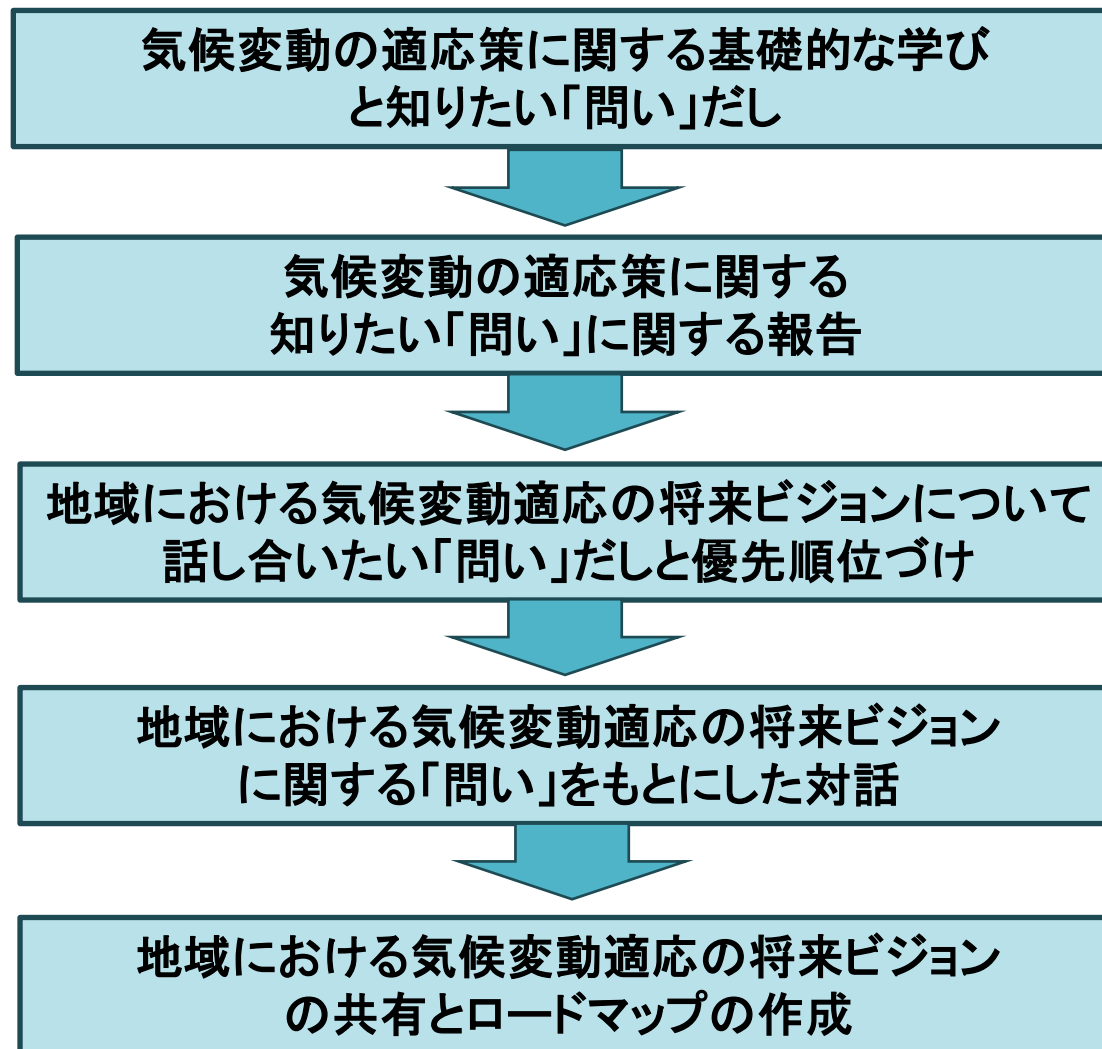 気候変動の適応策に関する基礎的な学び
と知りたい「問い」だし
気候変動の適応策に関する
知りたい「問い」に関する報告
地域における気候変動適応の将来ビジョンについて
話し合いたい「問い」だしと優先順位づけ
地域における気候変動適応の将来ビジョン
に関する「問い」をもとにした対話
地域における気候変動適応の将来ビジョン
の共有とロードマップの作成